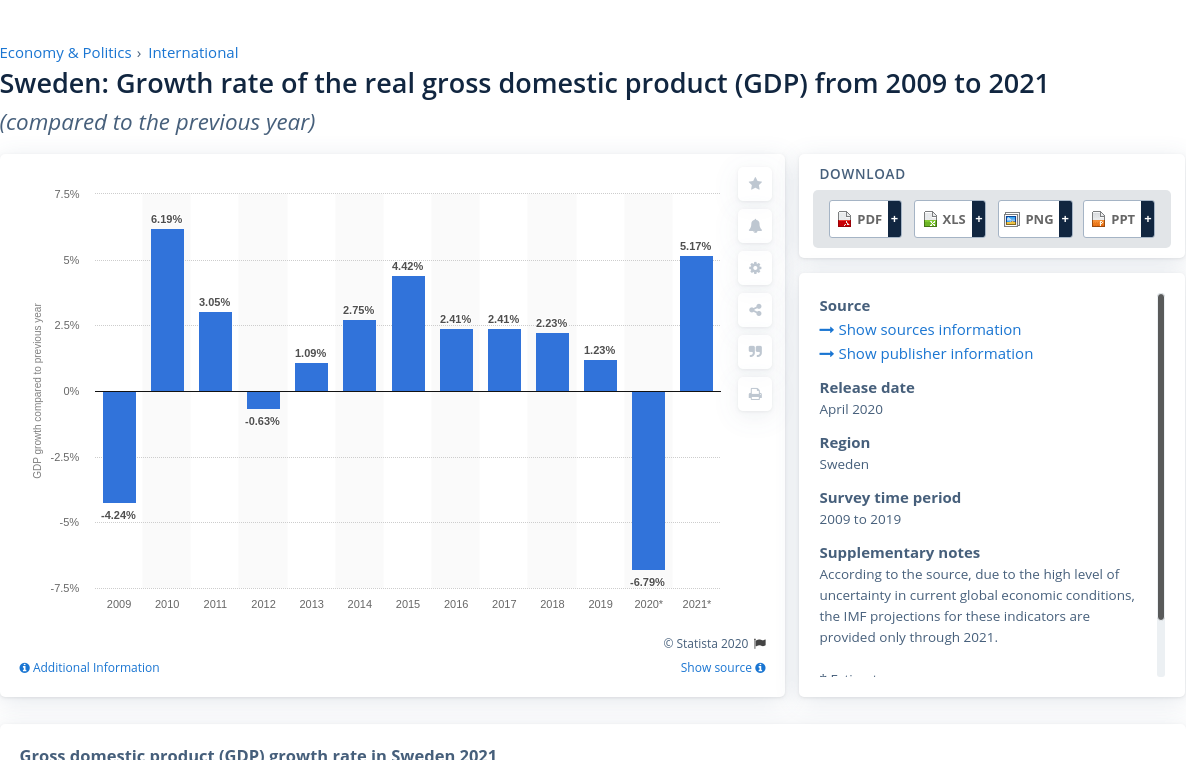 Economy & Politics › International
Sweden: Growth rate of the real gross domestic product (GDP) from 2009 to 2021
(compared to the previous year)
GDP growth compared to previous year
7.5%
5%
2.5%
0%
-2.5%
-5%
-7.5%
-4.24%
6.19%
3.05%
-0.63%
1.09%
2.75%
4.42%
2.41%
2.41%
2.23%
1.23%
-6.79%
5.17%
2009 2010 2011 2012 2013 2014 2015 2016 2017 2018 2019 2020* 2021*
© Statista 2020
Additional Information
Show source
DOWNLOAD
PDF + XLS + PNG + PPT +
Source
Show sources information
Show publisher information
Release date
April 2020
Region
Sweden
Survey time period
2009 to 2019
Supplementary notes
According to the source, due to the high level of
uncertainty in current global economic conditions,
the IMF projections for these indicators are
provided only through 2021.
Gross domestic product (GDP) growth rate in Sweden 2021